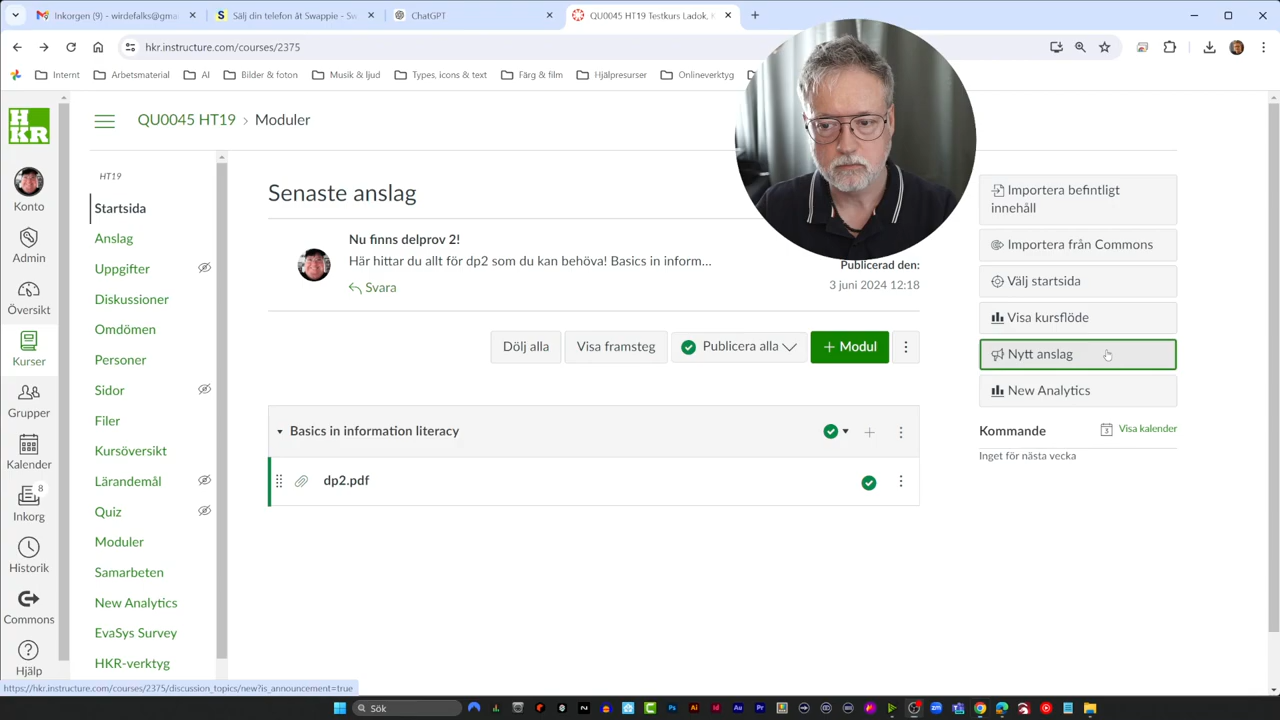 Inkorgen (9) - wirdefalks@gma
Sälj din telefon åt Swappie - Sw
ChatGPT
QU0045 HT19 Testkurs Ladok,
hkr.instructure.com/courses/2375
Internt
Arbetsmaterial
AI
Bilder & foton
Musik & ljud
Types, icons & text
Färg & film
Hjälpresurser
Onlineverktyg
HKR
QU0045 HT19 › Moduler
Konto
Admin
Översikt
Kurser
Grupper
Kalender
8
Inkorg
Historik
Commons
Hjälp
HT19
Startsida
Anslag
Uppgifter
Diskussioner
Omdömen
Personer
Sidor
Filer
Kursöversikt
Lärandemål
Quiz
Moduler
Samarbeten
New Analytics
EvaSys Survey
HKR-verktyg
Senaste anslag
Nu finns delprov 2!
Här hittar du allt för dp2 som du kan behöva! Basics in inform...
Svara
Publicerad den:
3 juni 2024 12:18
Dölj alla
Visa framsteg
Publicera alla
+ Modul
Basics in information literacy
dp2.pdf
Importera befintligt
innehåll
Importera från Commons
Välj startsida
Visa kursflöde
Nytt anslag
New Analytics
Kommande
Visa kalender
Inget för nästa vecka
https://hkr.instructure.com/courses/2375/discussion_topics/new?is_announcement=true
Sök